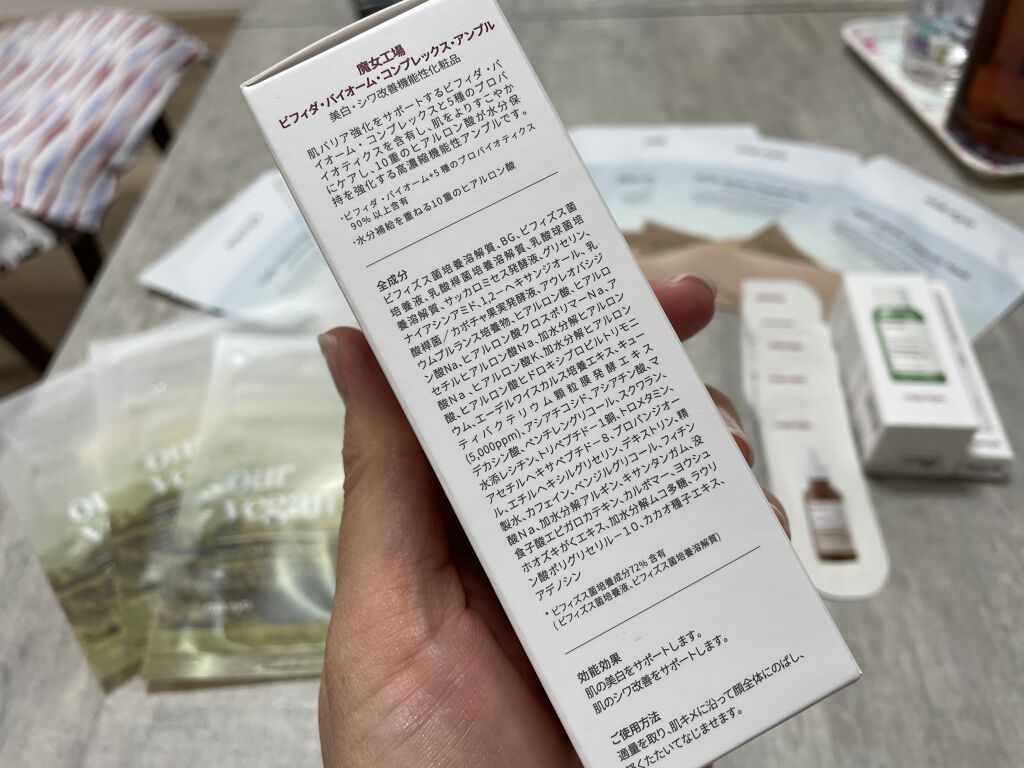 魔女工場
ビフィダ・バイオーム・コンプレックス・アンプル
美白・シワ改善機能性化粧品
肌バリア強化をサポートするビフィダ・バ
イオーム・コンプレックスと5種のプロバ
イオティクスを含有し、肌をよりすこやか
にケアし、10重のヒアルロン酸が水分保
持を強化する高濃縮機能性アンプルです。
・ビフィダ・バイオーム+5種のプロバイオティクス
90% 以上含有
・水分補給を重ねる10重のヒアルロン酸
全成分
ビフィズス菌培養溶解質、BG、ビフィズス菌
培養液、乳酸桿菌培養溶解質、乳酸球菌培
養溶解質、サッカロミセス発酵液、グリセリン、
ナイアシンアミド、1,2-ヘキサンジオール、乳
酸桿菌/カボチャ果実発酵液、アウレオバシジ
ウムプルランス培養物、ヒアルロン酸、ヒアルロ
ン酸Na、ヒアルロン酸クロスポリマーNa、ア
セチルヒアルロン酸Na、加水分解ヒアルロン
酸Na、ヒアルロン酸K、加水分解ヒアルロン
酸、ヒアルロン酸ヒドロキシプロピルトリモニ
ウム、エーデルワイスカルス培養エキス、キュー
ティバクテリウム顆粒膜発酵エキス
(5,000ppm)、アシアチコシド、アシアチン酸、マ
デカシン酸、ペンチレングリコール、スクワラン、
水添レシチン、トリペプチド-1銅、トロメタミン、
アセチルヘキサペプチド-8、プロパンジオー
ル、エチルヘキシルグリセリン、デキストリン、精
製水、カフェイン、ペンジルグリコール、フィチン
酸Na、加水分解アルギン、キサンタンガム、没
食子酸エピガロカテキン、カルボマー、ヨウシュ
ホオズキがくエキス、加水分解ムコ多糖、ラウリ
ン酸ポリグリセリル-10、カカオ種子エキス、
アデノシン
* ビフィズス菌培養成分72% 含有
(ビフィズス菌培養液、ビフィズス菌培養溶解質)
効能効果
肌の美白をサポートします。
肌のシワ改善をサポートします。
ご使用方法
適量を取り、肌キメに沿って顔全体にのばし、
軽くたたいてなじませます。
our
vegan